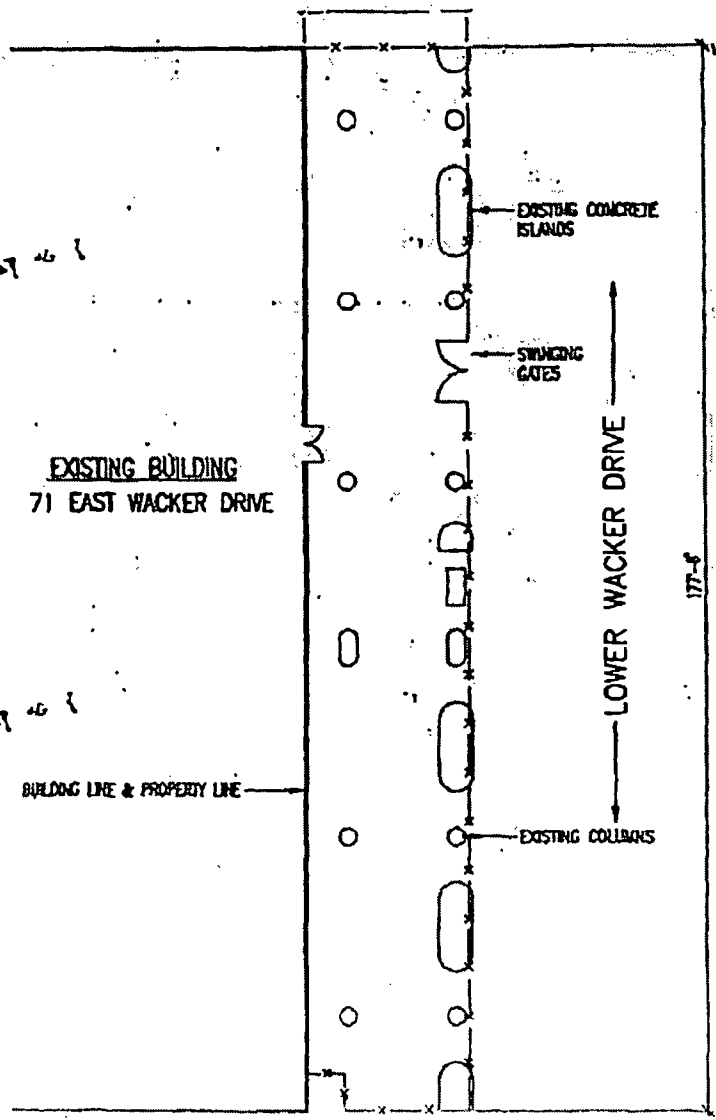 EXISTING CONCRETE
ISLANDS
SWINGING
GATES
EXISTING BUILDING
71 EAST WACKER DRIVE
LOWER WACKER DRIVE
BUILDING LINE & PROPERTY LINE
EXISTING COLUMNS